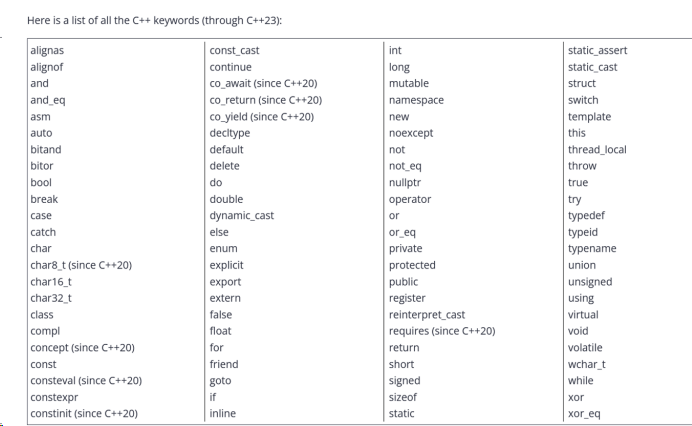 Here is a list of all the C++ keywords (through C++23):
alignas
alignof
and
and_eq
asm
auto
bitand
bitor
bool
break
case
catch
char
char8_t (since C++20)
char16_t
char32_t
class
compl
concept (since C++20)
const
consteval (since C++20)
constexpr
constinit (since C++20)
const_cast
continue
co_await (since C++20)
co_return (since C++20)
co_yield (since C++20)
decltype
default
delete
do
double
dynamic_cast
else
enum
explicit
export
extern
false
float
for
friend
goto
if
inline
int
long
mutable
namespace
new
noexcept
not
not_eq
nullptr
operator
or
or_eq
private
protected
public
register
reinterpret_cast
requires (since C++20)
return
short
signed
sizeof
static
static_assert
static_cast
struct
switch
template
this
thread_local
throw
true
try
typedef
typeid
typename
union
unsigned
using
virtual
void
volatile
wchar_t
while
xor
xor_eq